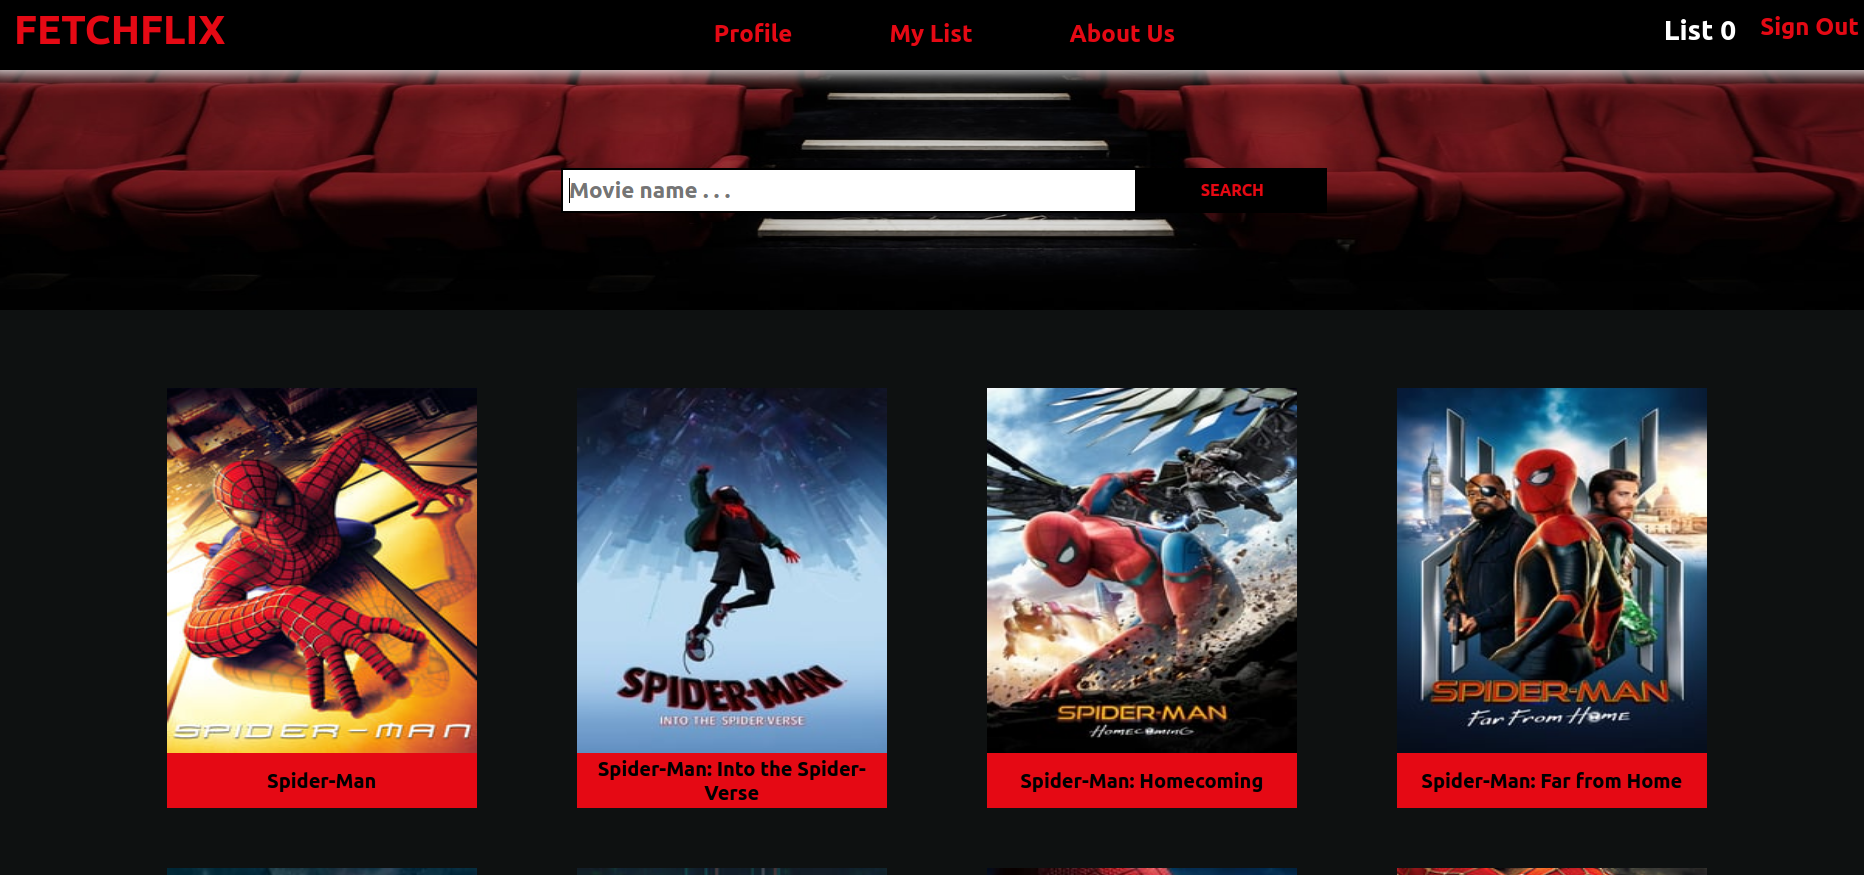 FETCHFLIX
Profile
My List
About Us
List 0
Sign Out
Movie name . . .
SEARCH
SPIDER-MAN
SPIDER-MAN
INTO THE SPIDER-VERSE
SPIDER-MAN
HOMECOMING
SPIDER-MAN
Far From Home
Spider-Man
Spider-Man: Into the Spider-
Verse
Spider-Man: Homecoming
Spider-Man: Far from Home